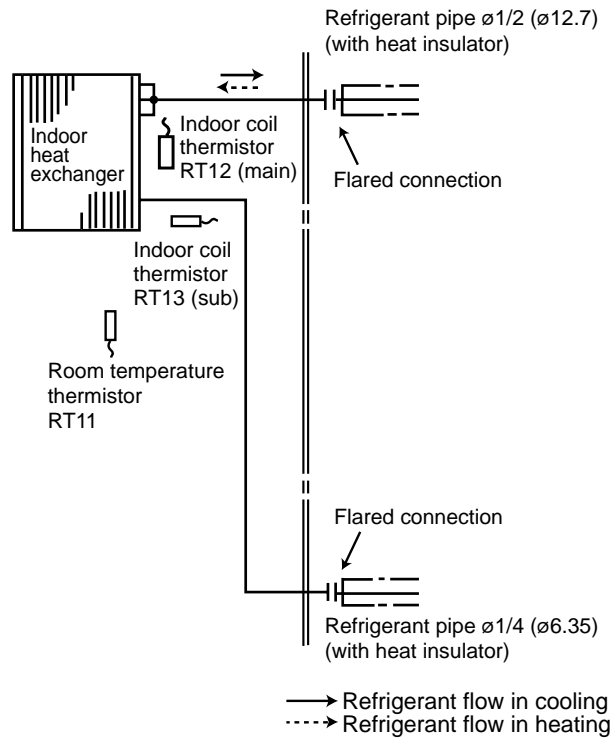 Refrigerant pipe ø1/2 (ø12.7)
(with heat insulator)
Indoor
heat
exchanger
Indoor coil
thermistor
RT12 (main)
Flared connection
Indoor coil
thermistor
RT13 (sub)
Room temperature
thermistor
RT11
Flared connection
Refrigerant pipe ø1/4 (ø6.35)
(with heat insulator)
Refrigerant flow in cooling
Refrigerant flow in heating